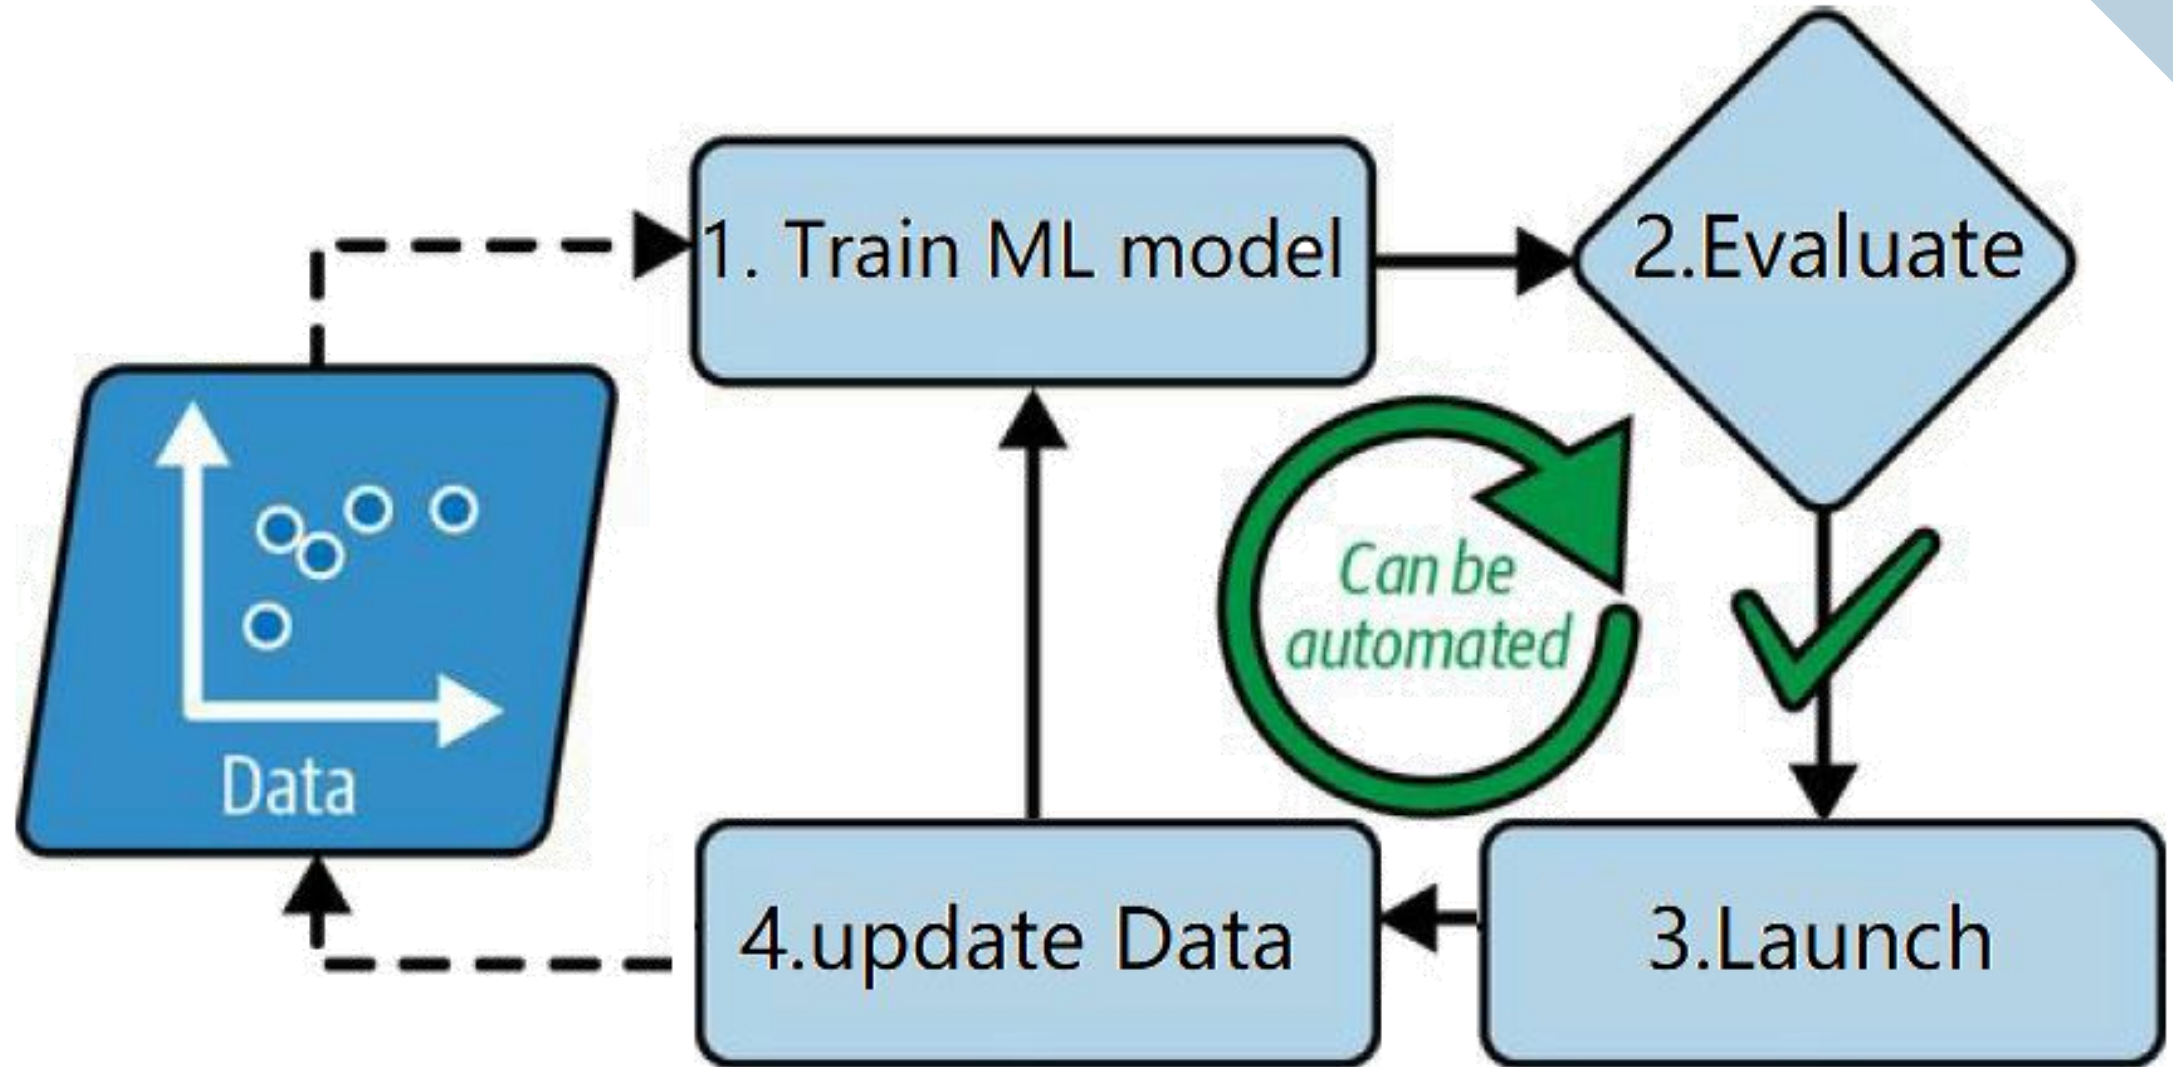 1. Train ML model
2.Evaluate
Can be
automated
Data
4.update Data
3.Launch